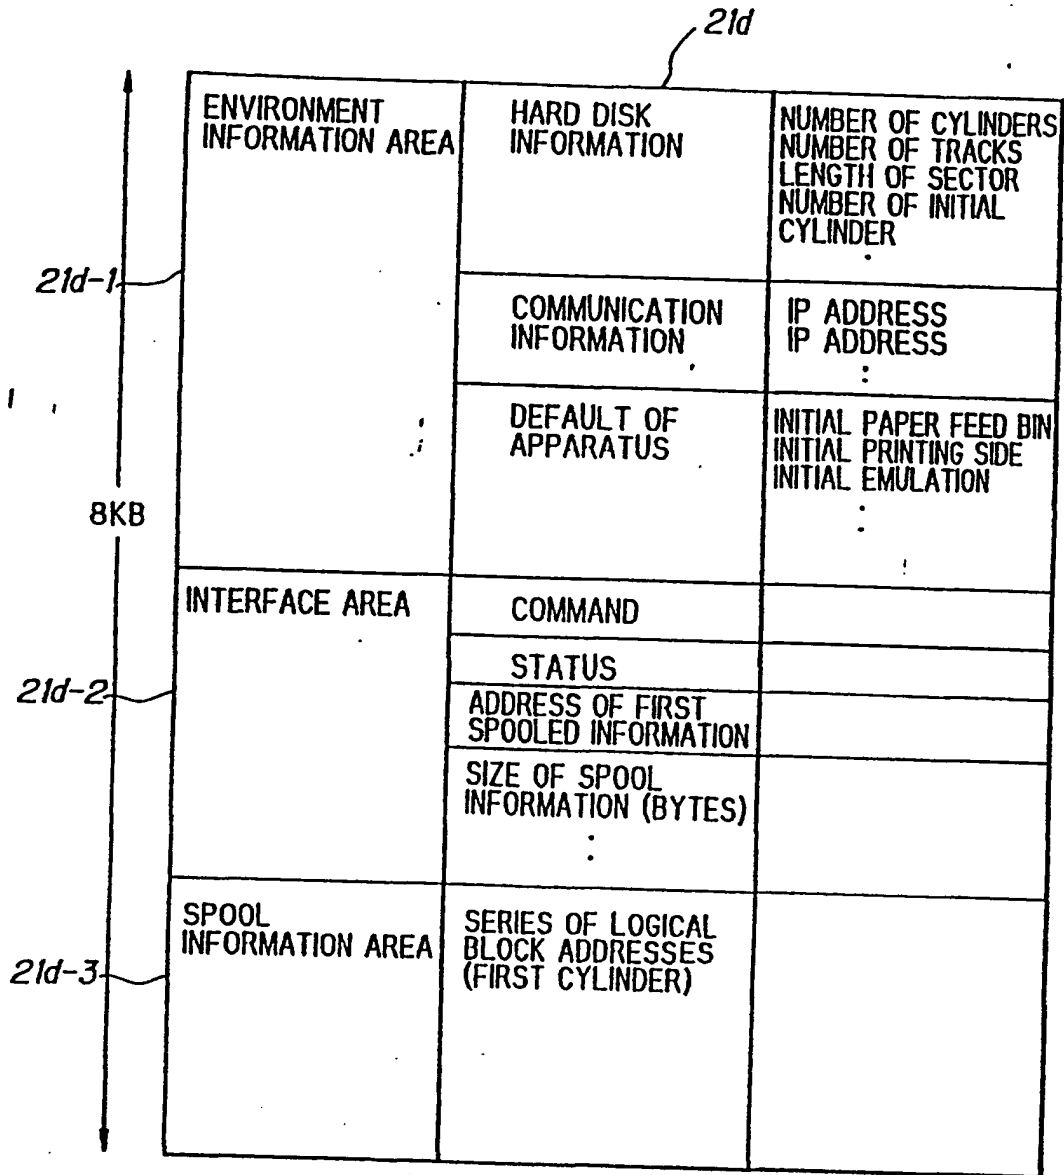 21d
ENVIRONMENT
INFORMATION AREA
HARD DISK
INFORMATION
NUMBER OF CYLINDERS
NUMBER OF TRACKS
LENGTH OF SECTOR
NUMBER OF INITIAL
CYLINDER
21d-1
COMMUNICATION
INFORMATION
IP ADDRESS
IP ADDRESS
DEFAULT OF
APPARATUS
INITIAL PAPER FEED BIN
INITIAL PRINTING SIDE
INITIAL EMULATION
8KB
INTERFACE AREA
COMMAND
STATUS
21d-2
ADDRESS OF FIRST
SPOOLED INFORMATION
SIZE OF SPOOL
INFORMATION (BYTES)
SPOOL
INFORMATION AREA
SERIES OF LOGICAL
BLOCK ADDRESSES
(FIRST CYLINDER)
21d-3